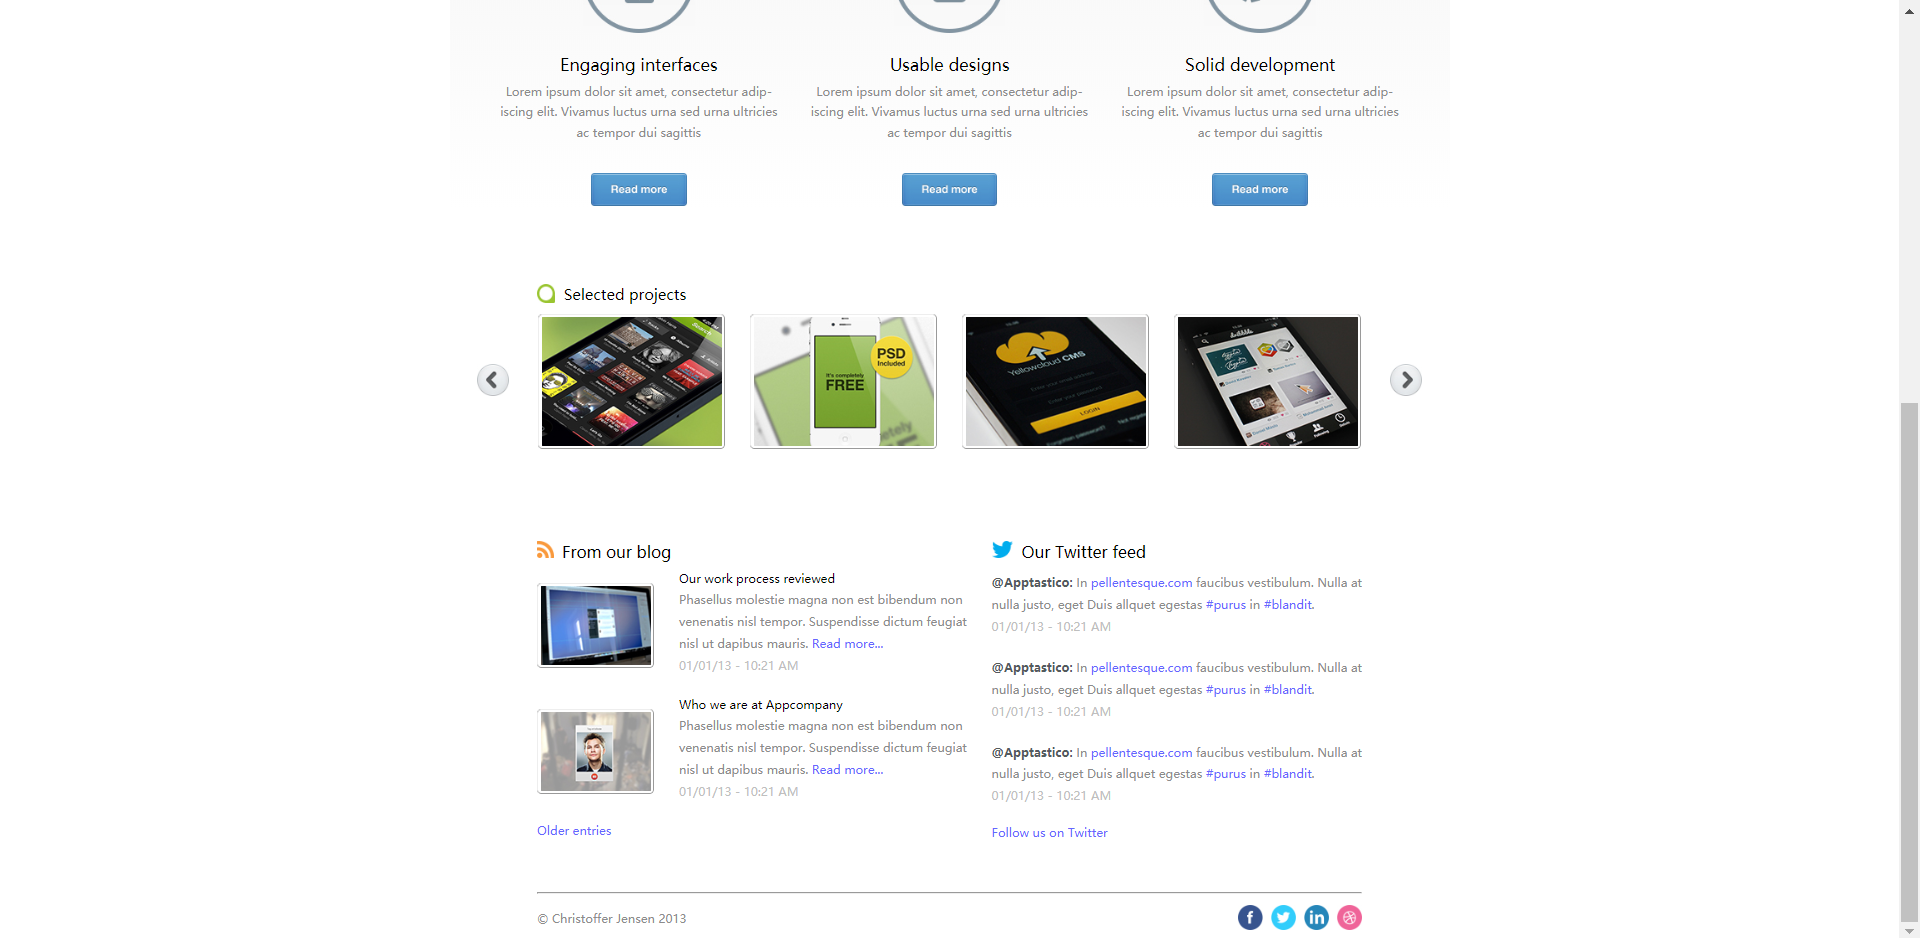 Engaging interfaces
Lorem ipsum dolor sit amet, consectetur adip-
iscing elit. Vivamus luctus urna sed urna ultricies
ac tempor dui sagittis
Read more
Usable designs
Lorem ipsum dolor sit amet, consectetur adip-
iscing elit. Vivamus luctus urna sed urna ultricies
ac tempor dui sagittis
Read more
Solid development
Lorem ipsum dolor sit amet, consectetur adip-
iscing elit. Vivamus luctus urna sed urna ultricies
ac tempor dui sagittis
Read more
Selected projects
Search
It's completely
FREE
PSD
Included
Yellowcloud CMS
LOGIN
From our blog
Our work process reviewed
Phasellus molestie magna non est bibendum non
venenatis nisl tempor. Suspendisse dictum feugiat
nisl ut dapibus mauris. Read more...
01/01/13 - 10:21 AM
Who we are at Appcompany
Phasellus molestie magna non est bibendum non
venenatis nisl tempor. Suspendisse dictum feugiat
nisl ut dapibus mauris. Read more...
01/01/13 - 10:21 AM
Older entries
Our Twitter feed
@Apptastico: In pellentesque.com faucibus vestibulum. Nulla at
nulla justo, eget Duis allquet egestas #purus in #blandit.
01/01/13 - 10:21 AM
@Apptastico: In pellentesque.com faucibus vestibulum. Nulla at
nulla justo, eget Duis allquet egestas #purus in #blandit.
01/01/13 - 10:21 AM
@Apptastico: In pellentesque.com faucibus vestibulum. Nulla at
nulla justo, eget Duis allquet egestas #purus in #blandit.
01/01/13 - 10:21 AM
Follow us on Twitter
© Christoffer Jensen 2013